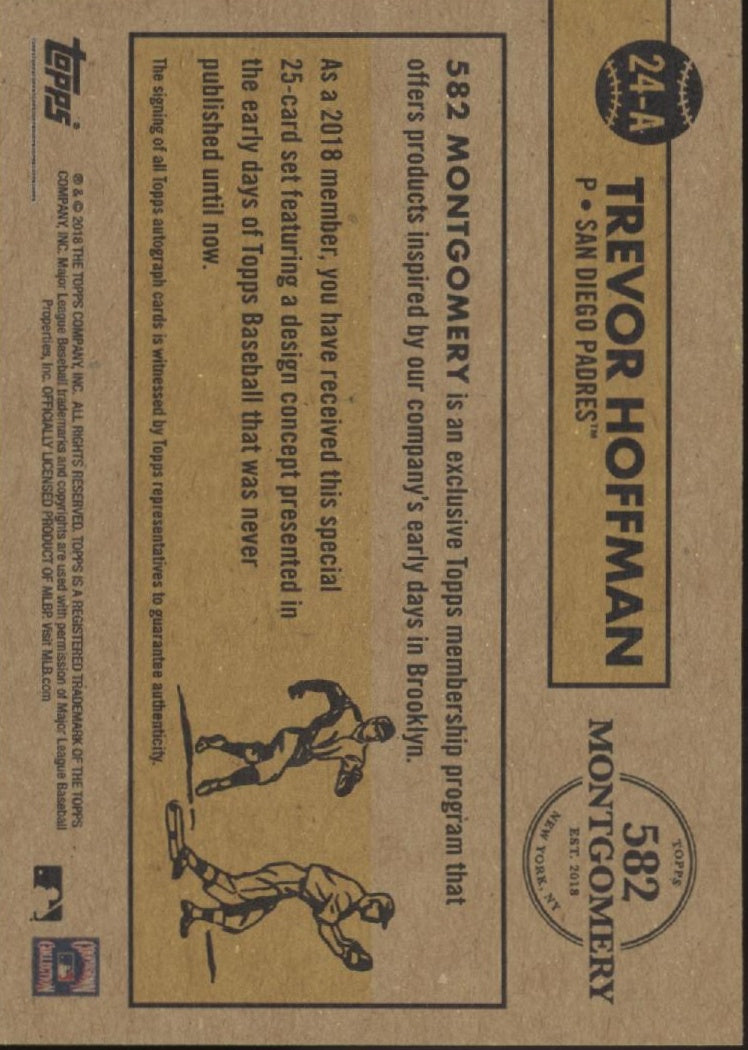 24-A
TREVOR HOFFMAN
P • SAN DIEGO PADRES™
TOPPS
582
MONTGOMERY
EST. 2018
NEW YORK, NY
582 MONTGOMERY is an exclusive Topps membership program that
offers products inspired by our company's early days in Brooklyn.
As a 2018 member, you have received this special
25-card set featuring a design concept presented in
the early days of Topps Baseball that was never
published until now.
The signing of all Topps autograph cards is witnessed by Topps representatives to guarantee authenticity.
topps®
® & © 2018 THE TOPPS COMPANY, INC. ALL RIGHTS RESERVED. TOPPS IS A REGISTERED TRADEMARK OF THE TOPPS
COMPANY, INC. Major League Baseball trademarks and copyrights are used with permission of Major League Baseball
Properties, Inc. OFFICIALLY LICENSED PRODUCT OF MLBP. Visit MLB.com
COOPERSTOWN
COLLECTION